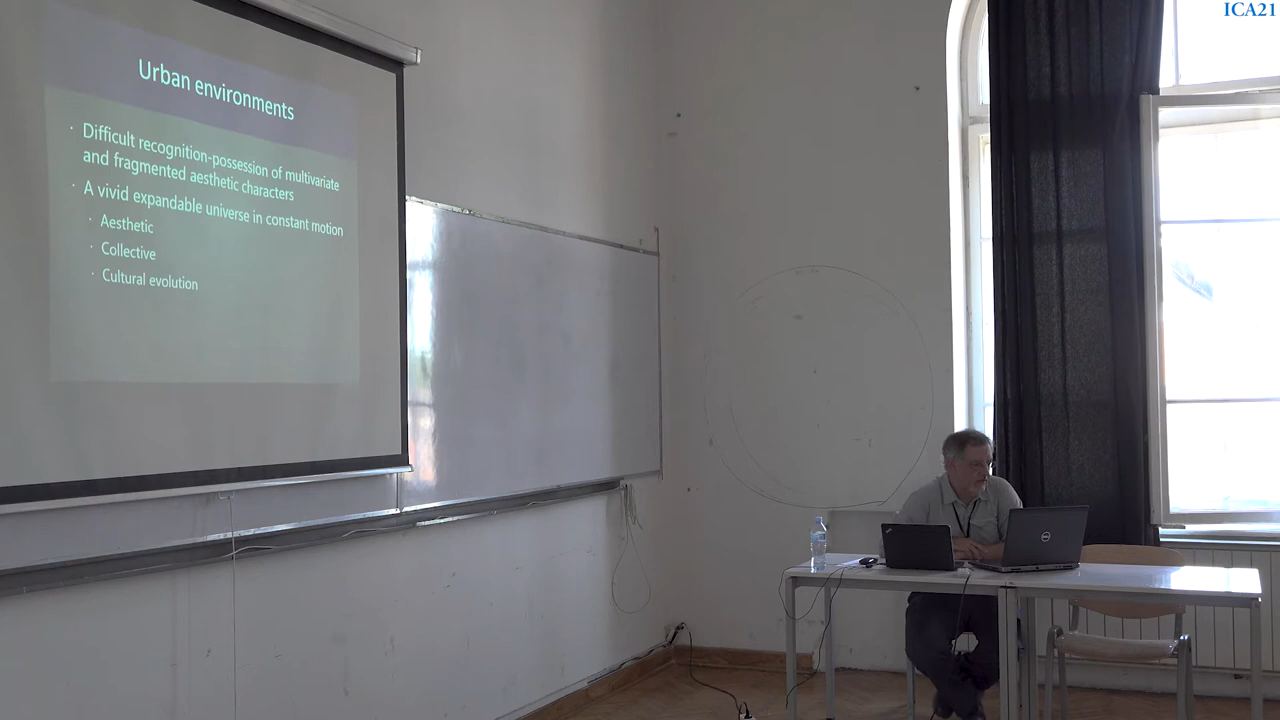 ICA21
Urban environments
· Difficult recognition-possession of multivariate
and fragmented aesthetic characters
· A vivid expandable universe in constant motion
· Aesthetic
· Collective
· Cultural evolution
DELL